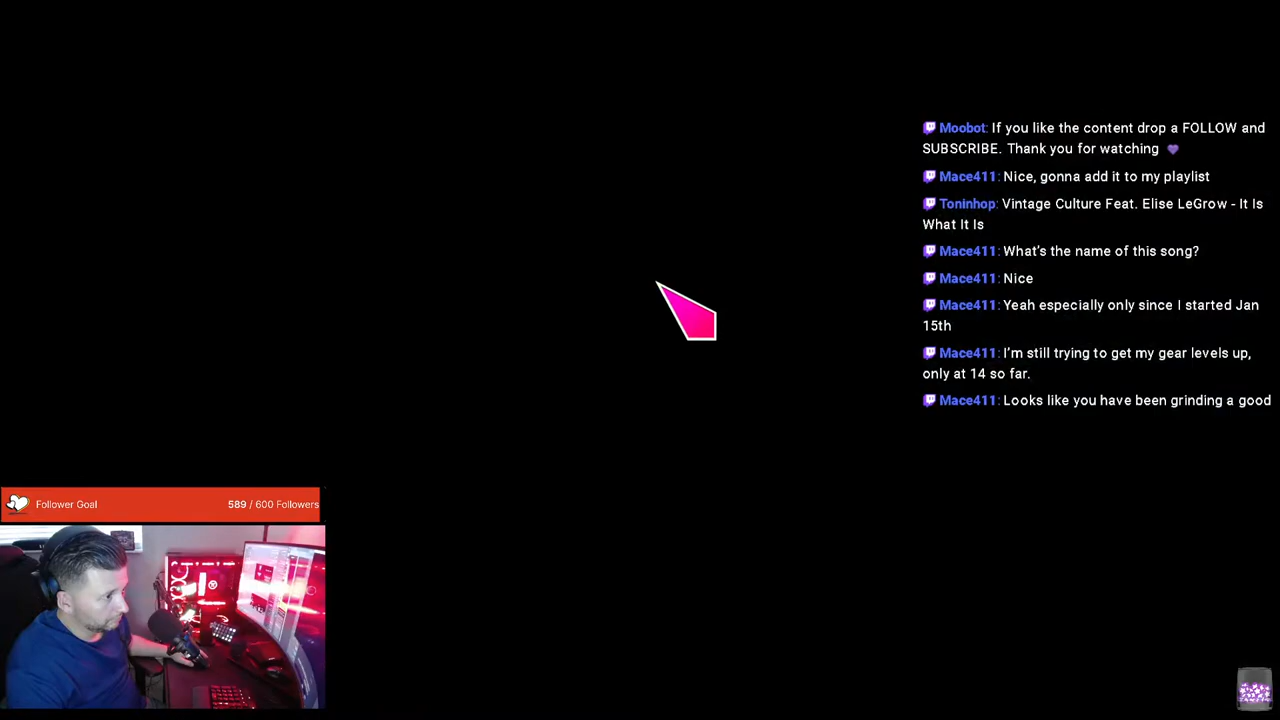 Moobot: If you like the content drop a FOLLOW and
SUBSCRIBE. Thank you for watching 💜
Mace411: Nice, gonna add it to my playlist
Toninhop: Vintage Culture Feat. Elise LeGrow - It Is
What It Is
Mace411: What's the name of this song?
Mace411: Nice
Mace411: Yeah especially only since I started Jan
15th
Mace411: I'm still trying to get my gear levels up,
only at 14 so far.
Mace411: Looks like you have been grinding a good
Follower Goal 589 / 600 Followers